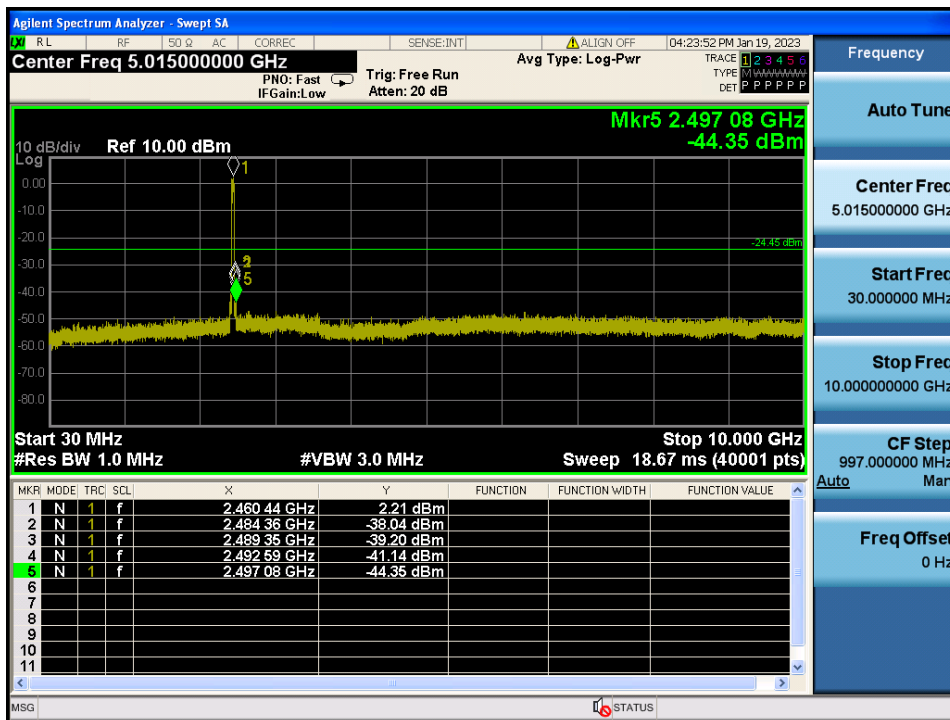 Agilent Spectrum Analyzer - Swept SA
LXI RL RF 50 Ω AC CORREC SENSE:INT ALIGN OFF 04:23:52 PM Jan 19, 2023
Center Freq 5.015000000 GHz
PNO: Fast
IFGain:Low
Trig: Free Run
Atten: 20 dB
Avg Type: Log-Pwr
TRACE 1 2 3 4 5 6
TYPE M WWWWW
DET P P P P P P
Mkr5 2.497 08 GHz
-44.35 dBm
10 dB/div Ref 10.00 dBm
Log
0.00
-10.0
-20.0
-30.0
-40.0
-50.0
-60.0
-70.0
-80.0
1
2
5
-24.45 dBm
Start 30 MHz Stop 10.000 GHz
#Res BW 1.0 MHz #VBW 3.0 MHz Sweep 18.67 ms (40001 pts)
MKR MODE TRC SCL X Y FUNCTION FUNCTION WIDTH FUNCTION VALUE
1 N 1 f 2.460 44 GHz 2.21 dBm
2 N 1 f 2.484 36 GHz -38.04 dBm
3 N 1 f 2.489 35 GHz -39.20 dBm
4 N 1 f 2.492 59 GHz -41.14 dBm
5 N 1 f 2.497 08 GHz -44.35 dBm
6
7
8
9
10
11
MSG STATUS
Frequency
Auto Tune
Center Freq
5.015000000 GHz
Start Freq
30.000000 MHz
Stop Freq
10.000000000 GHz
CF Step
997.000000 MHz
Auto Man
Freq Offset
0 Hz